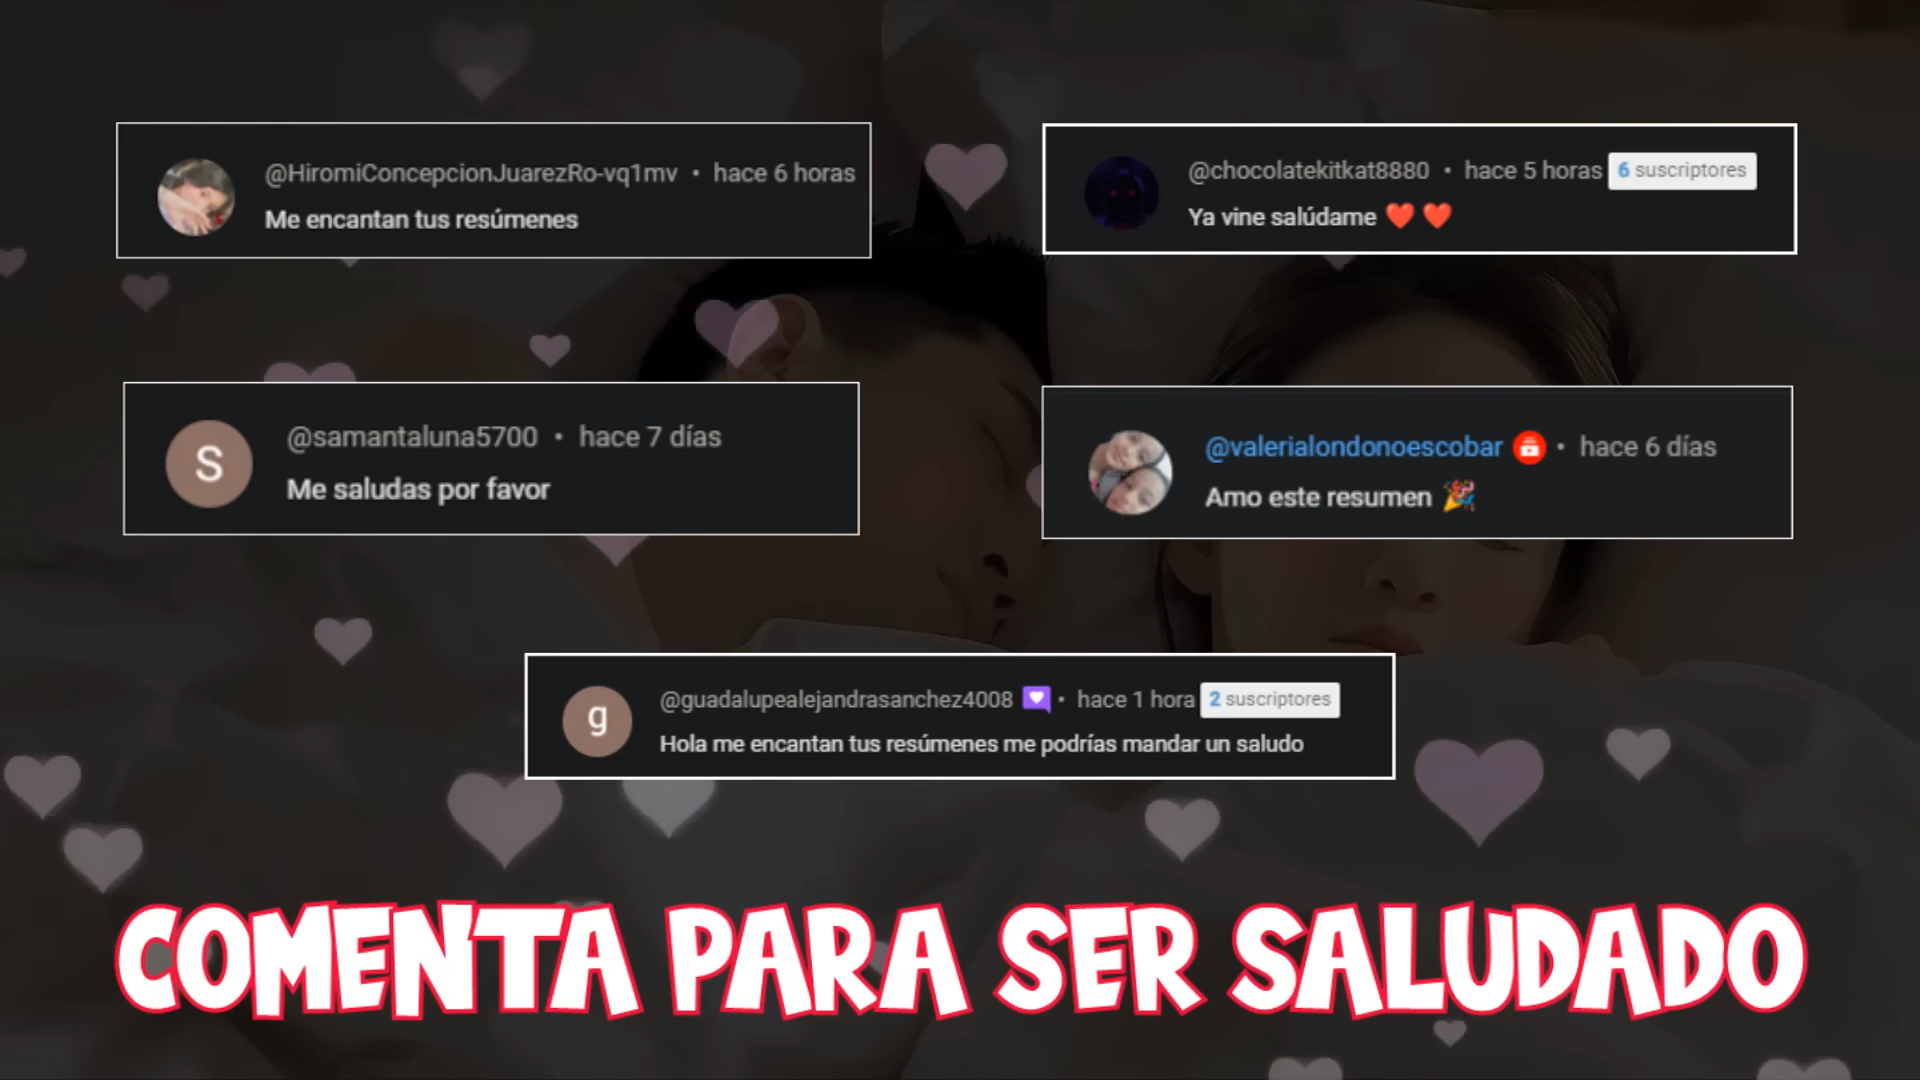 @HiromiConcepcionJuarezRo-vq1mv • hace 6 horas
Me encantan tus resúmenes
@chocolatekitkat8880 • hace 5 horas 6 suscriptores
Ya vine salúdame ❤️ ❤️
S
@samantaluna5700 • hace 7 días
Me saludas por favor
@valerialondonoescobar • hace 6 días
Amo este resumen 🎉
g
@guadalupealejandrasanchez4008 • hace 1 hora 2 suscriptores
Hola me encantan tus resúmenes me podrías mandar un saludo
COMENTA PARA SER SALUDADO